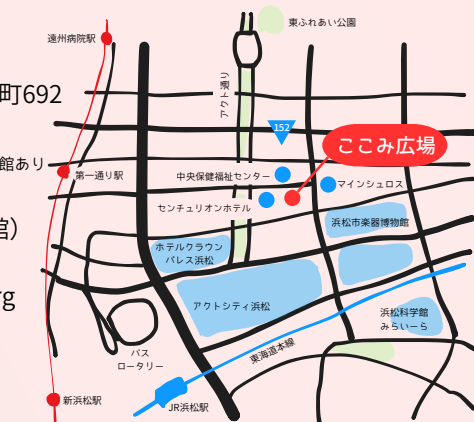 東ふれあい公園
遠州病院駅
アクト通り
町692
152
ここみ広場
館あり
第一通り駅
中央保健福祉センター
マインシュロス
センチュリオンホテル
浜松市楽器博物館
館）
ホテルクラウン
パレス浜松
rg
アクトシティ浜松
浜松科学館
みらいーら
東海道本線
バス
ロータリー
新浜松駅
JR浜松駅